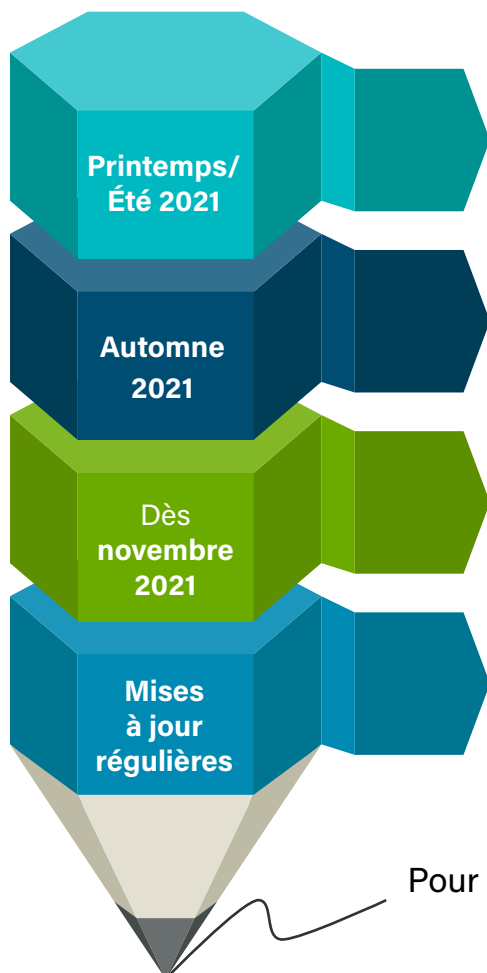 Printemps/
Été 2021
Automne
2021
Dès
novembre
2021
Mises
à jour
régulières
Pour